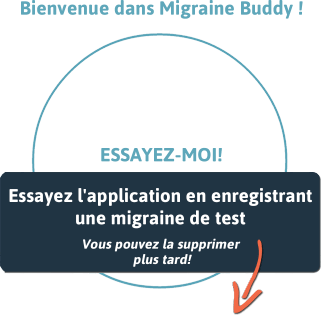 Bienvenue dans Migraine Buddy !
ESSAYEZ-MOI!
Essayez l'application en enregistrant
une migraine de test
Vous pouvez la supprimer
plus tard!